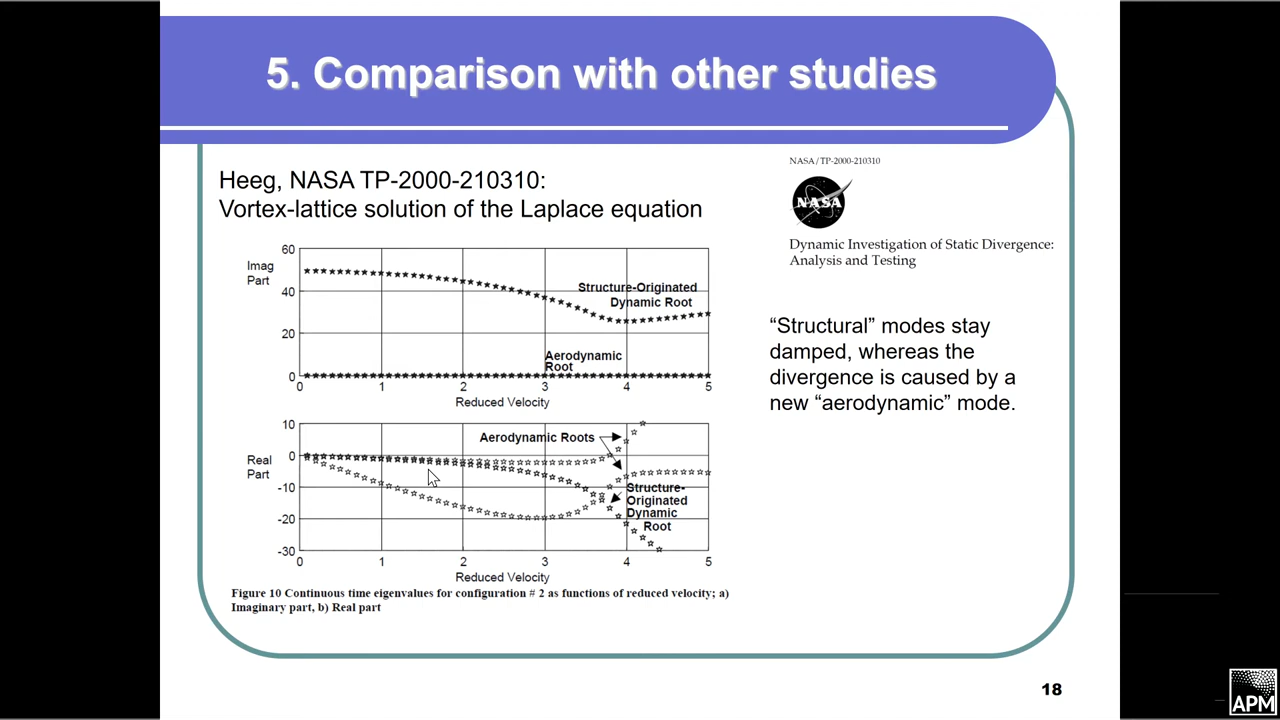 5. Comparison with other studies
Heeg, NASA TP-2000-210310:
Vortex-lattice solution of the Laplace equation
NASA/TP-2000-210310
NASA
Dynamic Investigation of Static Divergence:
Analysis and Testing
“Structural” modes stay
damped, whereas the
divergence is caused by a
new “aerodynamic” mode.
60
Imag
Part
40
20
0
Structure-Originated
Dynamic Root
Aerodynamic
Root
0 1 2 3 4 5
Reduced Velocity
10
Real
Part
0
-10
-20
-30
Aerodynamic Roots
Structure-
Originated
Dynamic
Root
0 1 2 3 4 5
Reduced Velocity
Figure 10 Continuous time eigenvalues for configuration # 2 as functions of reduced velocity; a)
Imaginary part, b) Real part
18
APM